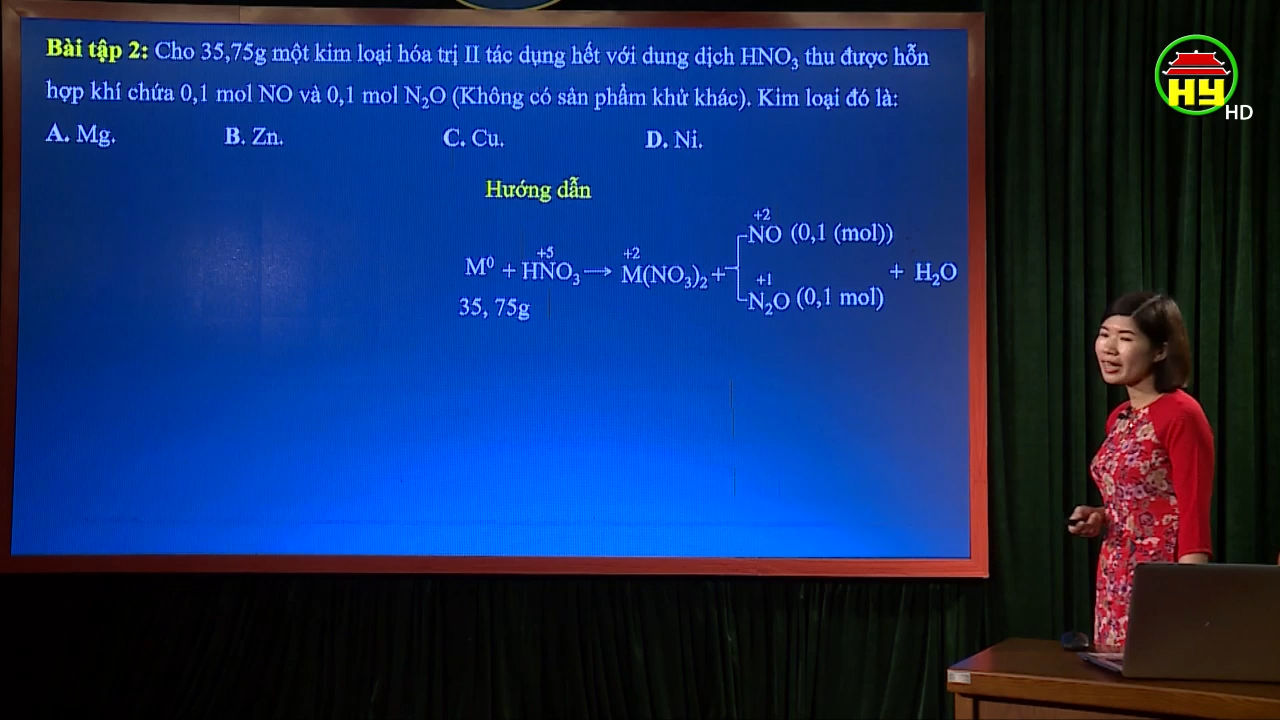 Bài tập 2: Cho 35,75g một kim loại hóa trị II tác dụng hết với dung dịch HNO₃ thu được hỗn
hợp khí chứa 0,1 mol NO và 0,1 mol N₂O (Không có sản phẩm khử khác). Kim loại đó là:
A. Mg. B. Zn. C. Cu. D. Ni.
Hướng dẫn
+2
NO (0,1 (mol))
+5 +2
M⁰ + HNO₃ → M(NO₃)₂ + + H₂O
+1
N₂O (0,1 mol)
35, 75g
HY
HD